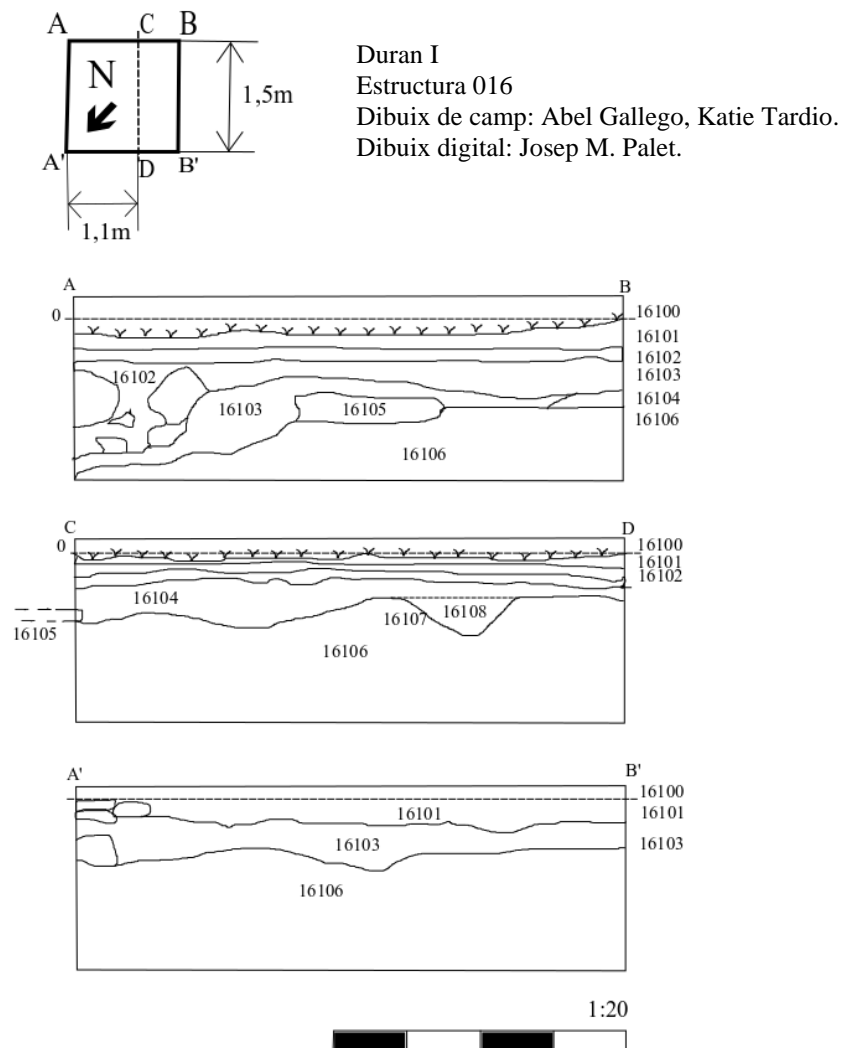 A C B
N
1,5m
A' D B'
1,1m
Duran I
Estructura 016
Dibuix de camp: Abel Gallego, Katie Tardio.
Dibuix digital: Josep M. Palet.
A B
0 16100
16101
16102
16102 16103
16103 16105 16104
16106
16106
C D
0 16100
16101
16102
16104
16107 16108
16105
16106
A' B'
16100
16101 16101
16103 16103
16106
1:20